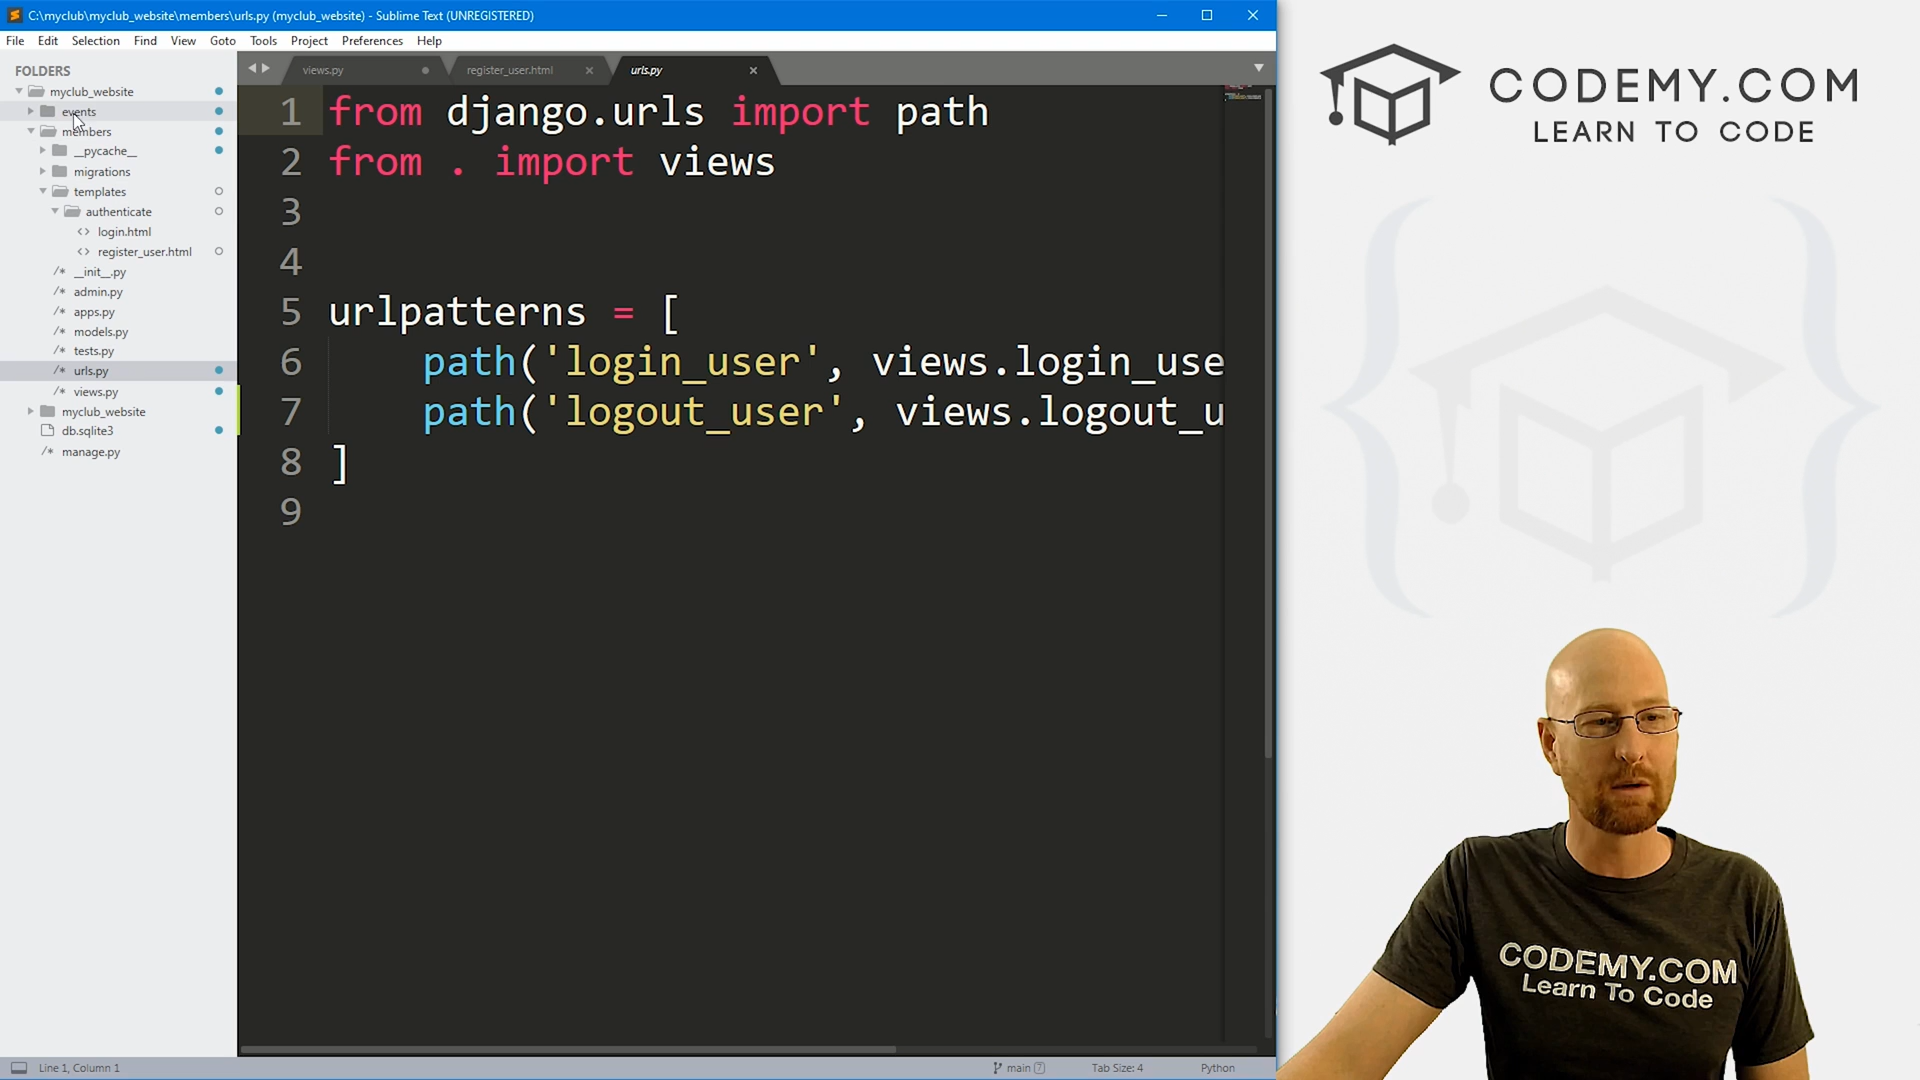 C:\myclub\myclub_website\members\urls.py (myclub_website) - Sublime Text (UNREGISTERED)
File Edit Selection Find View Goto Tools Project Preferences Help
FOLDERS
myclub_website
events
members
__pycache__
migrations
templates
authenticate
login.html
register_user.html
__init__.py
admin.py
apps.py
models.py
tests.py
urls.py
views.py
myclub_website
db.sqlite3
manage.py
views.py
register_user.html
urls.py
1 from django.urls import path
2 from . import views
3
4
5 urlpatterns = [
6 path('login_user', views.login_use
7 path('logout_user', views.logout_u
8 ]
9
Line 1, Column 1
main 7
Tab Size: 4
Python
CODEMY.COM
LEARN TO CODE
CODEMY.COM
Learn To Code